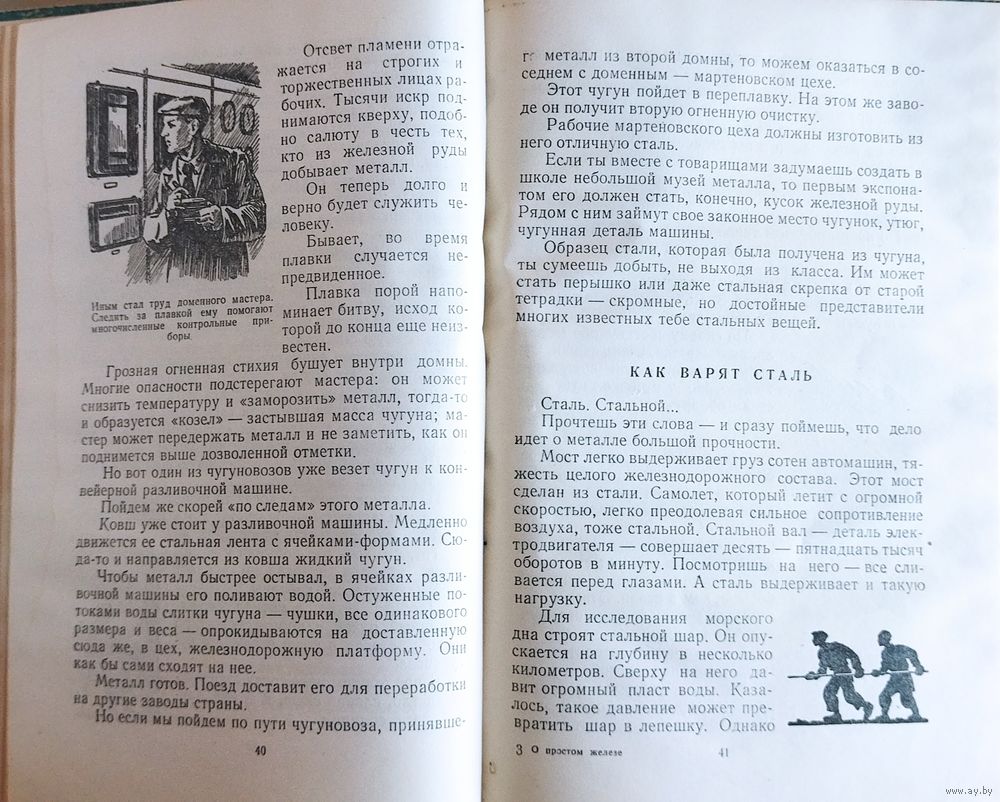 Отсвет пламени отра-
жается на строгих и
торжественных лицах ра-
бочих. Тысячи искр под-
нимаются кверху, подоб-
но салюту в честь тех,
кто из железной руды
добывает металл.
Он теперь долго и
верно будет служить че-
ловеку.
Бывает, во время
плавки случается не-
предвиденное.
Плавка порой напо-
минает битву, исход ко-
торой до конца еще неиз-
вестен.
Иным стал труд доменного мастера.
Следить за плавкой ему помогают
многочисленные контрольные при-
боры.
Грозная огненная стихия бушует внутри домны.
Многие опасности подстерегают мастера: он может
снизить температуру и «заморозить» металл, тогда-то
и образуется «козел» — застывшая масса чугуна; ма-
стер может передержать металл и не заметить, как он
поднимется выше дозволенной отметки.
Но вот один из чугуновозов уже везет чугун к кон-
вейерной разливочной машине.
Пойдем же скорей «по следам» этого металла.
Ковш уже стоит у разливочной машины. Медленно
движется ее стальная лента с ячейками-формами. Сю-
да-то и направляется из ковша жидкий чугун.
Чтобы металл быстрее остывал, в ячейках разли-
вочной машины его поливают водой. Остуженные по-
токами воды слитки чугуна — чушки, все одинакового
размера и веса — опрокидываются на доставленную
сюда же, в цех, железнодорожную платформу. Они
как бы сами сходят на нее.
Металл готов. Поезд доставит его для переработки
на другие заводы страны.
Но если мы пойдем по пути чугуновоза, принявше-
40
го металл из второй домны, то можем оказаться в со-
седнем с доменным — мартеновском цехе.
Этот чугун пойдет в переплавку. На этом же заво-
де он получит вторую огненную очистку.
Рабочие мартеновского цеха должны изготовить из
него отличную сталь.
Если ты вместе с товарищами задумаешь создать в
школе небольшой музей металла, то первым экспона-
том его должен стать, конечно, кусок железной руды.
Рядом с ним займут свое законное место чугунок, утюг,
чугунная деталь машины.
Образец стали, которая была получена из чугуна,
ты сумеешь добыть, не выходя из класса. Им может
стать перышко или даже стальная скрепка от старой
тетрадки — скромные, но достойные представители
многих известных тебе стальных вещей.
КАК ВАРЯТ СТАЛЬ
Сталь. Стальной...
Прочтешь эти слова — и сразу поймешь, что дело
идет о металле большой прочности.
Мост легко выдерживает груз сотен автомашин, тя-
жесть целого железнодорожного состава. Этот мост
сделан из стали. Самолет, который летит с огромной
скоростью, легко преодолевая сильное сопротивление
воздуха, тоже стальной. Стальной вал — деталь элек-
тродвигателя — совершает десять — пятнадцать тысяч
оборотов в минуту. Посмотришь на него — все сли-
вается перед глазами. А сталь выдерживает и такую
нагрузку.
Для исследования морского
дна строят стальной шар. Он опу-
скается на глубину в несколько
километров. Сверху на него да-
вит огромный пласт воды. Каза-
лось, такое давление может пре-
вратить шар в лепешку. Однако
3 О простом железе
41
www.ay.by